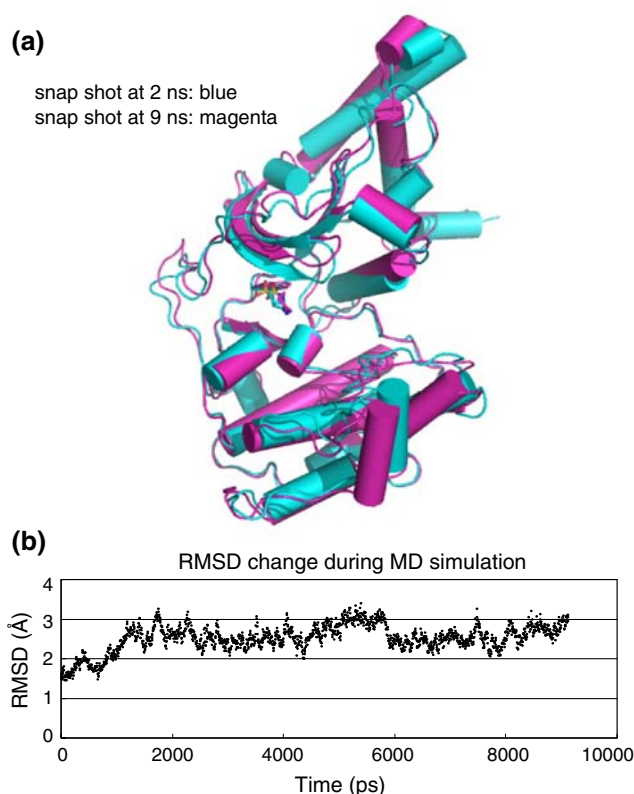 (a)
snap shot at 2 ns: blue
snap shot at 9 ns: magenta
(b)
RMSD change during MD simulation
4
3
2
1
0
RMSD (Å)
0 2000 4000 6000 8000 10000
Time (ps)